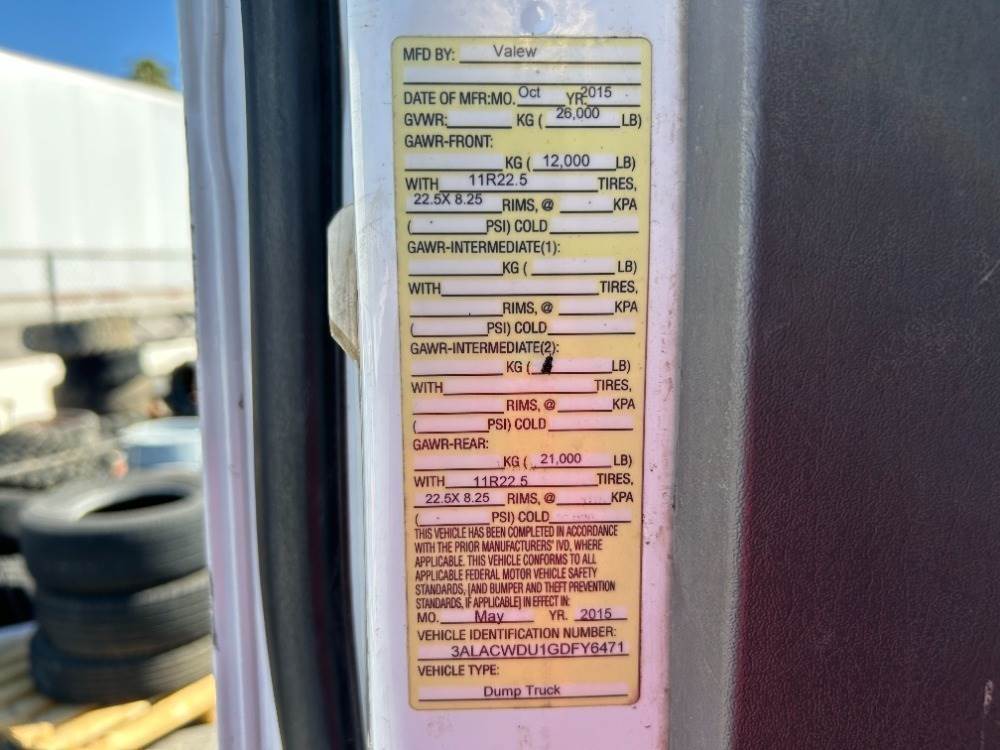 MFD BY: Valew
DATE OF MFR:MO. Oct YR. 2015
GVWR: KG ( 26,000 LB)
GAWR-FRONT:
KG ( 12,000 LB)
WITH 11R22.5 TIRES,
22.5X 8.25 RIMS, @ KPA
( PSI) COLD
GAWR-INTERMEDIATE(1):
KG ( LB)
WITH TIRES,
RIMS, @ KPA
( PSI) COLD
GAWR-INTERMEDIATE(2):
KG ( LB)
WITH TIRES,
RIMS, @ KPA
( PSI) COLD
GAWR-REAR:
KG ( 21,000 LB)
WITH 11R22.5 TIRES,
22.5X 8.25 RIMS, @ KPA
( - PSI) COLD
THIS VEHICLE HAS BEEN COMPLETED IN ACCORDANCE
WITH THE PRIOR MANUFACTURERS' IVD, WHERE
APPLICABLE. THIS VEHICLE CONFORMS TO ALL
APPLICABLE FEDERAL MOTOR VEHICLE SAFETY
STANDARDS, [AND BUMPER AND THEFT PREVENTION
STANDARDS, IF APPLICABLE] IN EFFECT IN:
MO. May YR. 2015
VEHICLE IDENTIFICATION NUMBER:
3ALACWDU1GDFY6471
VEHICLE TYPE:
Dump Truck